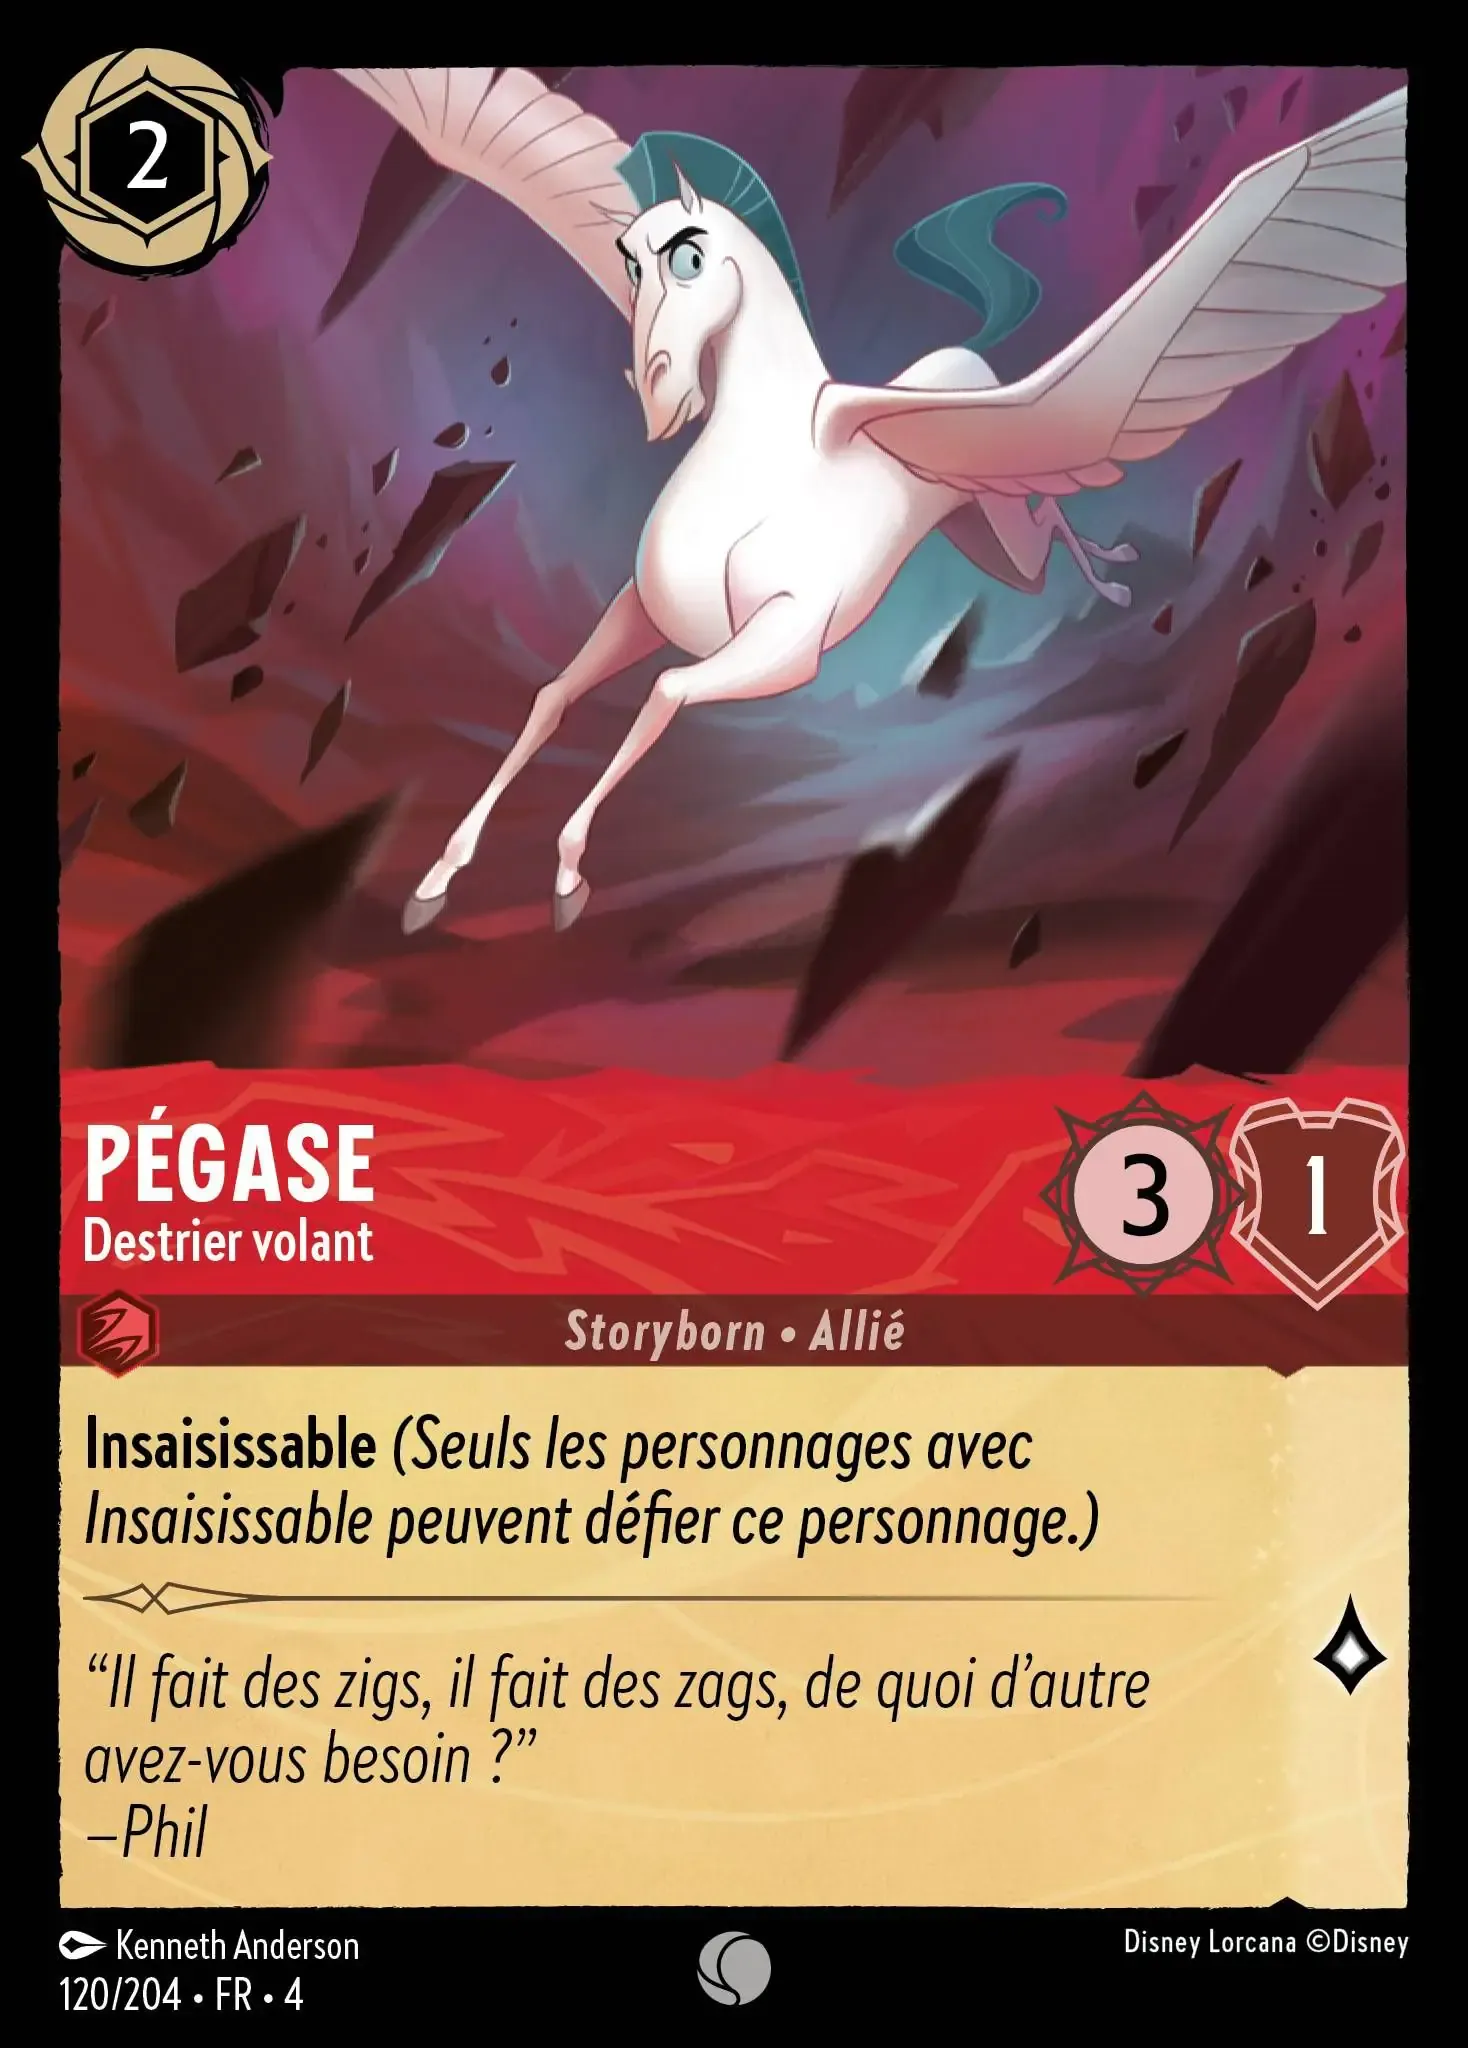 2
PÉGASE
Destrier volant
3
1
Storyborn • Allié
Insaisissable (Seuls les personnages avec
Insaisissable peuvent défier ce personnage.)
“Il fait des zigs, il fait des zags, de quoi d’autre
avez-vous besoin ?”
–Phil
Kenneth Anderson
Disney Lorcana ©Disney
120/204 • FR • 4